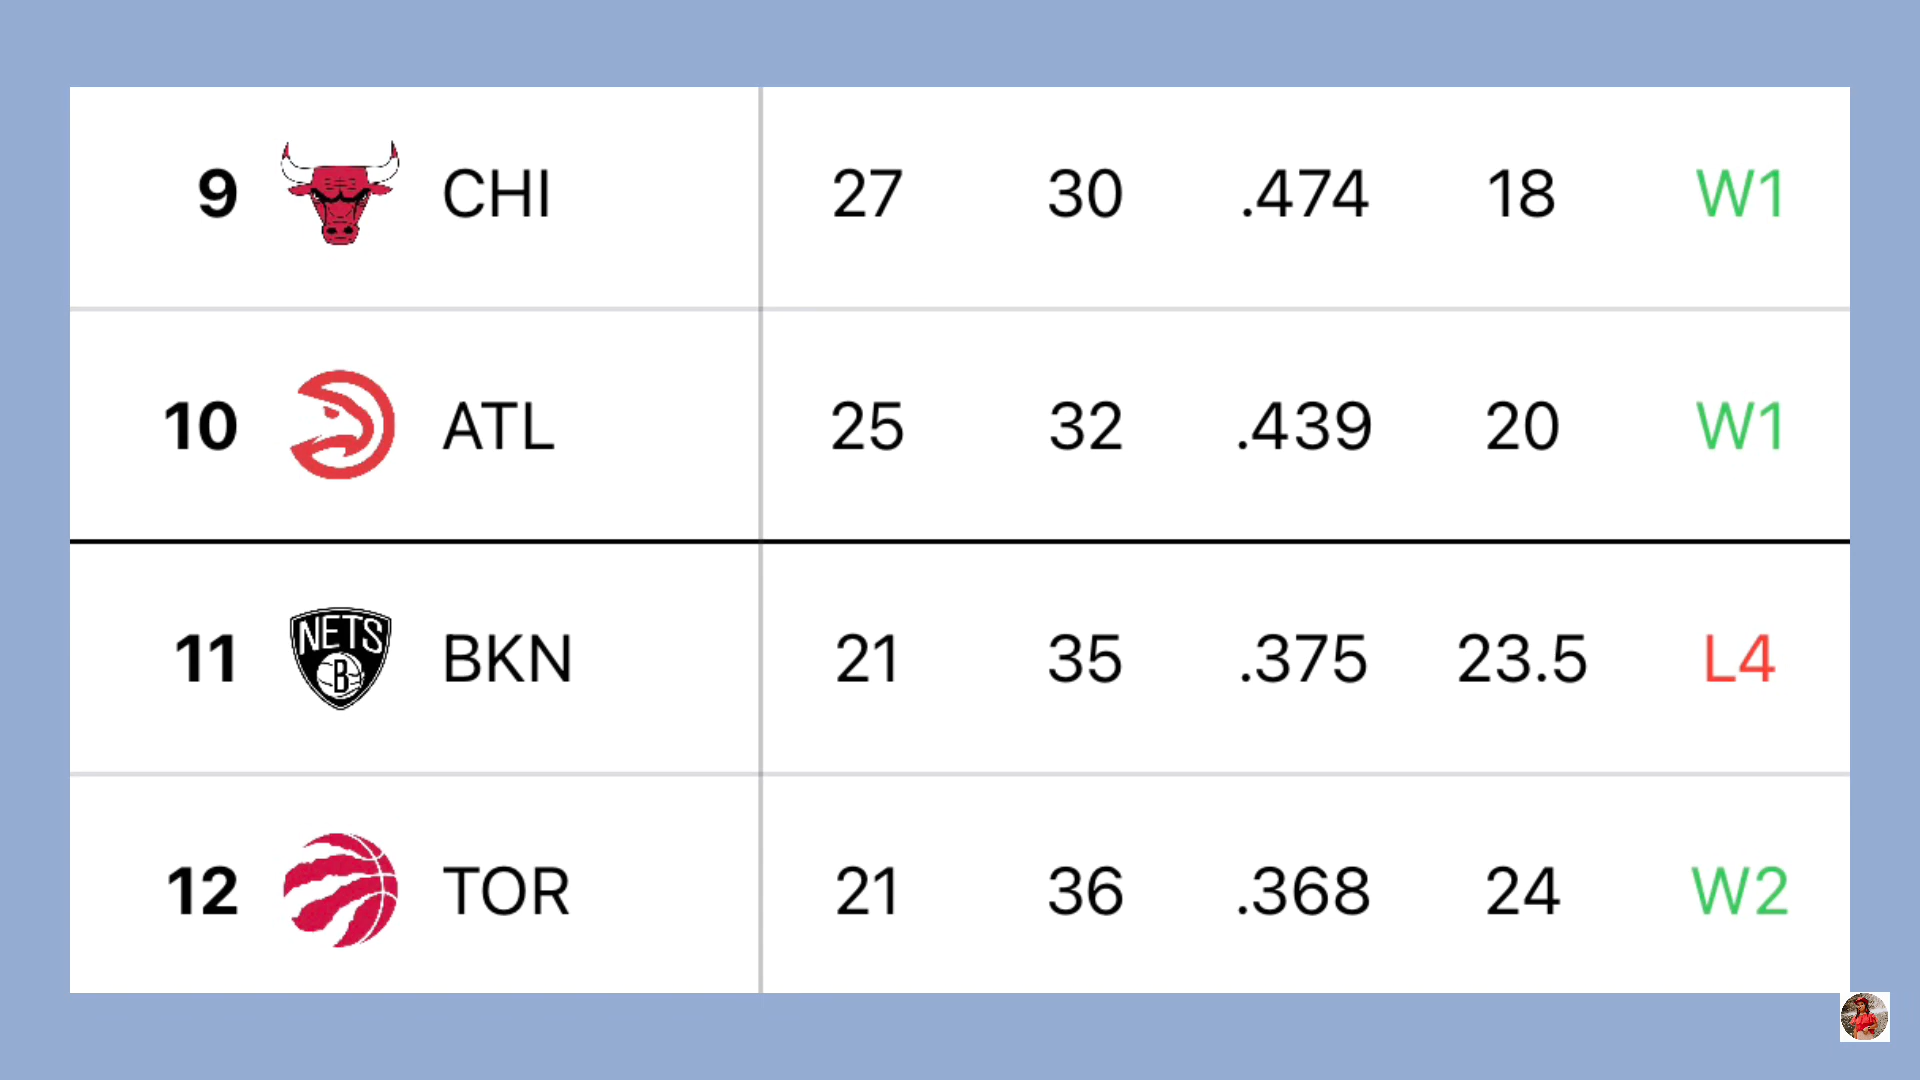 9 CHI 27 30 .474 18 W1
10 ATL 25 32 .439 20 W1
11 NETS B BKN 21 35 .375 23.5 L4
12 TOR 21 36 .368 24 W2